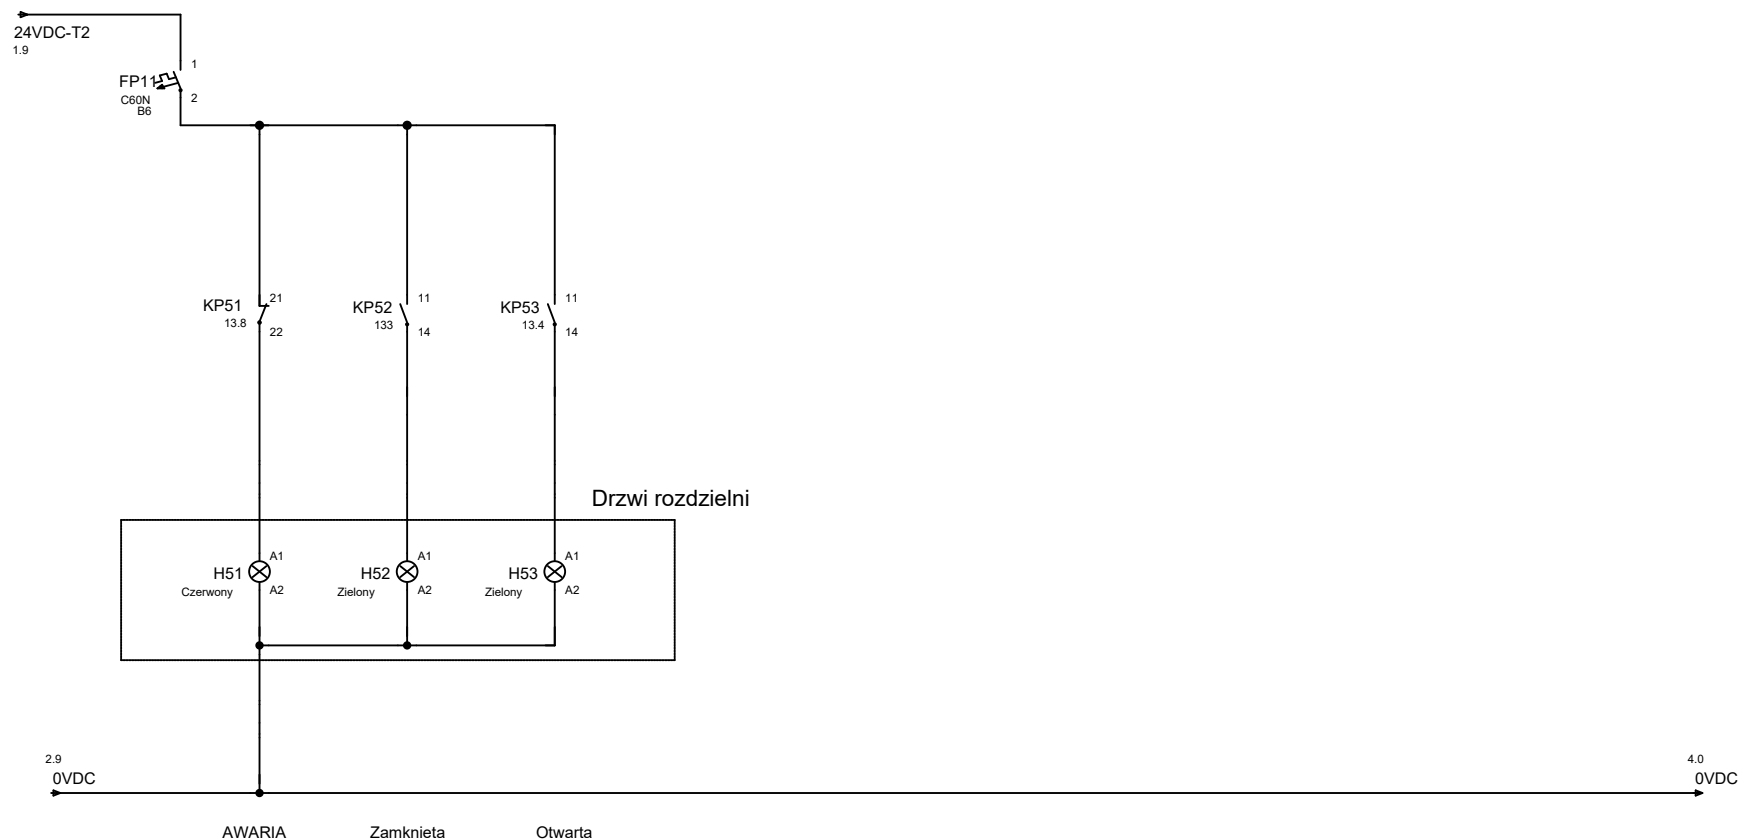 24VDC-T2
1.9
1
FP11
C60N
B6
2
KP51
13.8
21
22
KP52
133
11
14
KP53
13.4
11
14
Drzwi rozdzielni
H51
Czerwony
A1
A2
H52
Zielony
A1
A2
H53
Zielony
A1
A2
2.9
0VDC
4.0
0VDC
AWARIA
Zamknieta
Otwarta